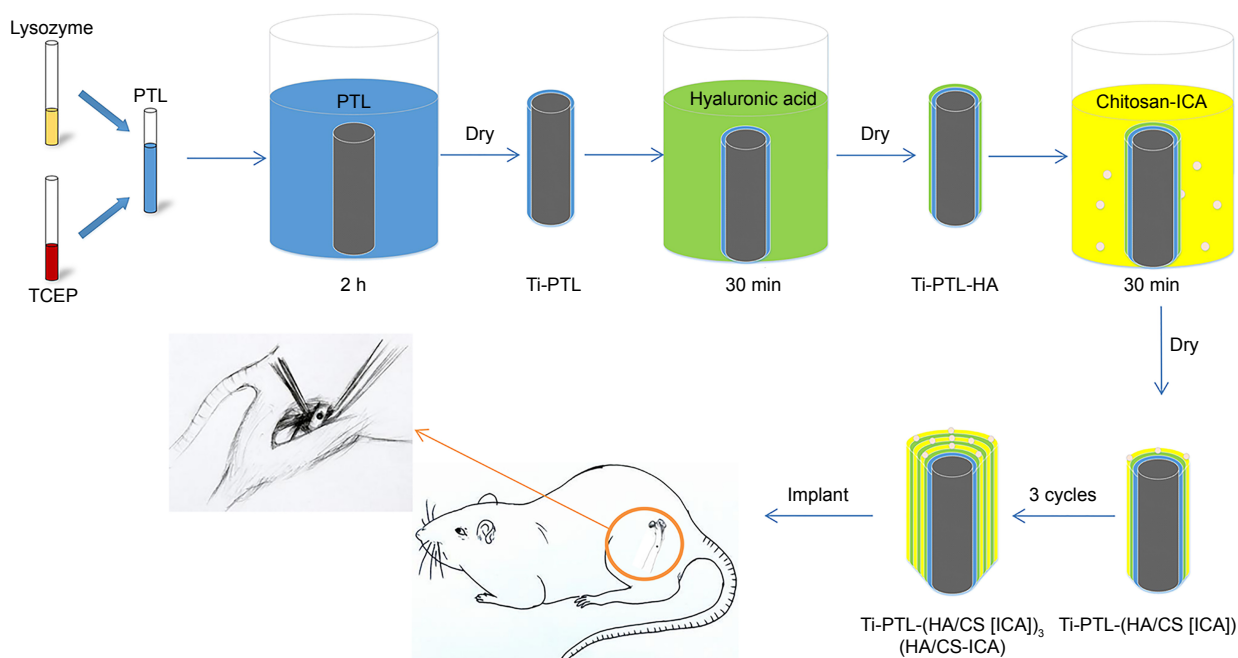 Lysozyme
PTL
TCEP
PTL
2 h
Dry
Ti-PTL
Hyaluronic acid
30 min
Dry
Ti-PTL-HA
Chitosan-ICA
30 min
Dry
Ti-PTL-(HA/CS [ICA])
3 cycles
Ti-PTL-(HA/CS [ICA])₃
(HA/CS-ICA)
Implant